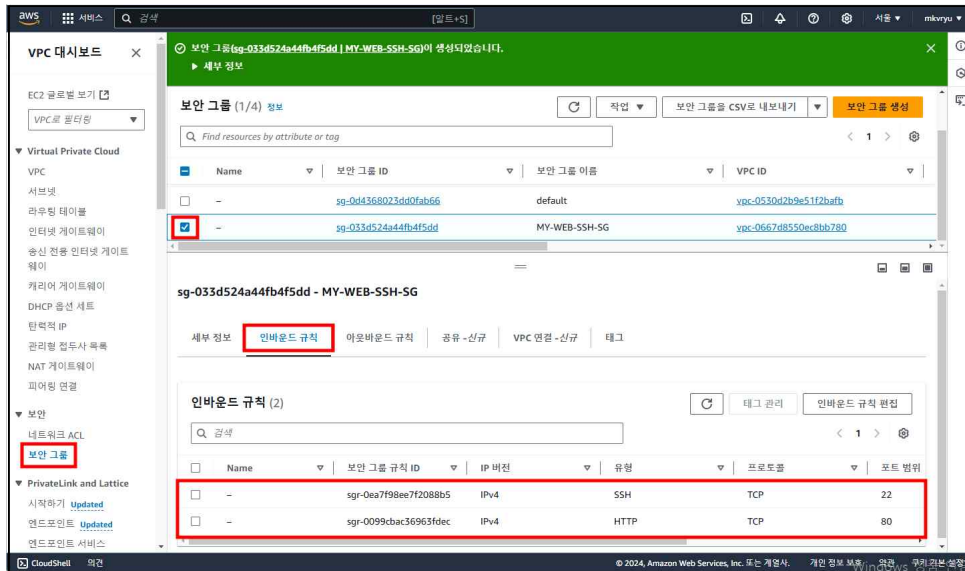 aws 서비스 검색 [알트+S] 서울 ▼ mkvryu ▼
VPC 대시보드 ×
EC2 글로벌 보기
VPC로 필터링 ▼
▼ Virtual Private Cloud
VPC
서브넷
라우팅 테이블
인터넷 게이트웨이
송신 전용 인터넷 게이트
웨이
캐리어 게이트웨이
DHCP 옵션 세트
탄력적 IP
관리형 접두사 목록
NAT 게이트웨이
피어링 연결
▼ 보안
네트워크 ACL
보안 그룹
▼ PrivateLink and Lattice
시작하기 Updated
엔드포인트 Updated
엔드포인트 서비스
보안 그룹(sg-033d524a44fb4f5dd | MY-WEB-SSH-SG)이 생성되었습니다.
▶ 세부 정보
보안 그룹 (1/4) 정보 작업 ▼ 보안 그룹을 CSV로 내보내기 ▼ 보안 그룹 생성
Find resources by attribute or tag < 1 >
Name 보안 그룹 ID 보안 그룹 이름 VPC ID
– sg-0d4368023dd0fab66 default vpc-0530d2b9e51f2bafb
– sg-033d524a44fb4f5dd MY-WEB-SSH-SG vpc-0667d8550ec8bb780
sg-033d524a44fb4f5dd - MY-WEB-SSH-SG
세부 정보 인바운드 규칙 아웃바운드 규칙 공유 -신규 VPC 연결 -신규 태그
인바운드 규칙 (2) 태그 관리 인바운드 규칙 편집
검색 < 1 >
Name 보안 그룹 규칙 ID IP 버전 유형 프로토콜 포트 범위
– sgr-0ea7f98ee7f2088b5 IPv4 SSH TCP 22
– sgr-0099cbac36963fdec IPv4 HTTP TCP 80
CloudShell 의견 © 2024, Amazon Web Services, Inc. 또는 계열사. 개인 정보 보호 약관 쿠키 기본 설정